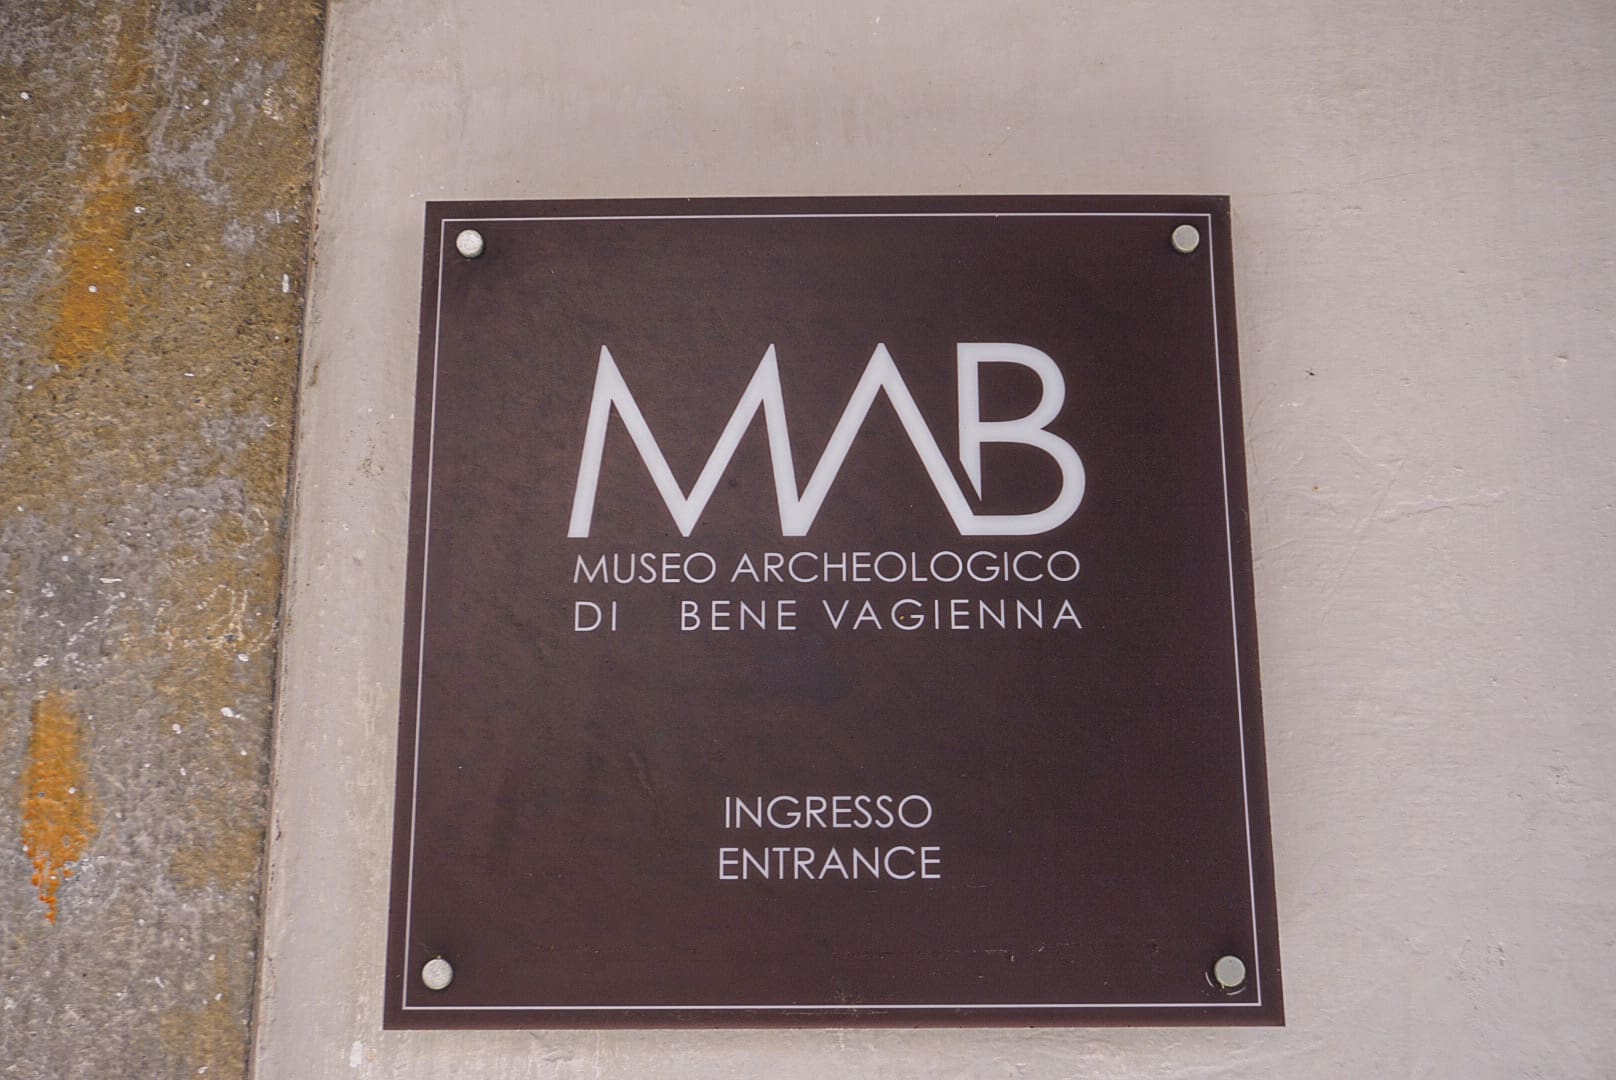 MAB
MUSEO ARCHEOLOGICO
DI BENE VAGIENNA
INGRESSO
ENTRANCE